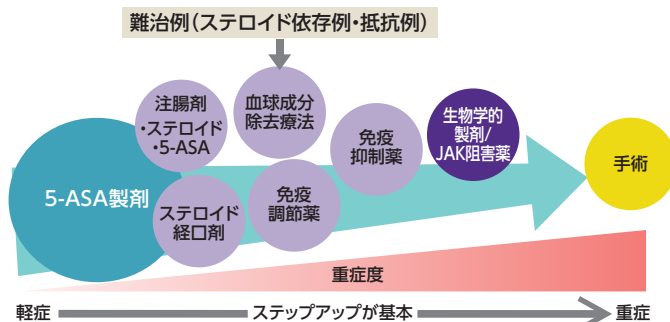 難治例(ステロイド依存例・抵抗例)
注腸剤
・ステロイド
・5-ASA
血球成分
除去療法
免疫
抑制薬
生物学的
製剤/
JAK阻害薬
手術
5-ASA製剤
ステロイド
経口剤
免疫
調節薬
重症度
軽症
ステップアップが基本
重症